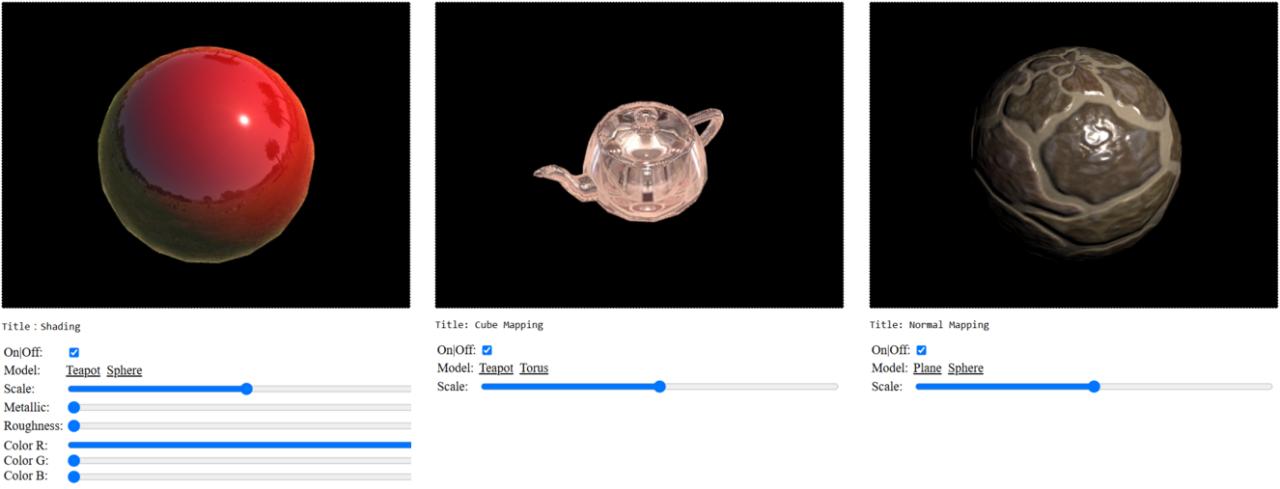 Title：Shading
On|Off:
Model: Teapot Sphere
Scale:
Metallic:
Roughness:
Color R:
Color G:
Color B:
Title: Cube Mapping
On|Off:
Model: Teapot Torus
Scale:
Title: Normal Mapping
On|Off:
Model: Plane Sphere
Scale: